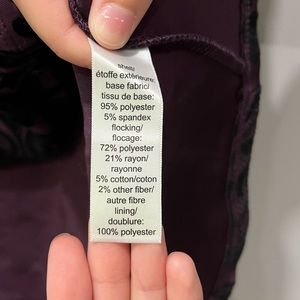 shell/
étoffe extérieure:
base fabric/
tissu de base:
95% polyester
5% spandex
flocking/
flocage:
72% polyester
21% rayon/
rayonne
5% cotton/coton
2% other fiber/
autre fibre
lining/
doublure:
100% polyester